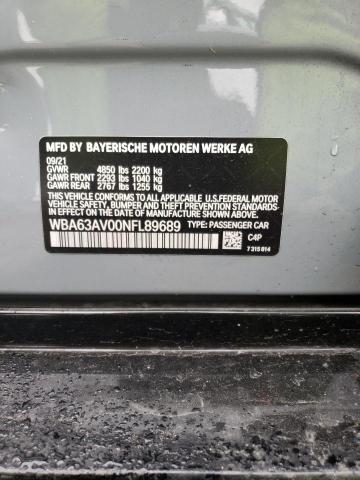 MFD BY BAYERISCHE MOTOREN WERKE AG
09/21
GVWR 4850 lbs 2200 kg
GAWR FRONT 2293 lbs 1040 kg
GAWR REAR 2767 lbs 1255 kg
THIS VEHICLE CONFORMS TO ALL APPLICABLE U.S.FEDERAL MOTOR
VEHICLE SAFETY, BUMPER AND THEFT PREVENTION STANDARDS
IN EFFECT ON THE DATE OF MANUFACTURE SHOWN ABOVE.
WBA63AV00NFL89689 TYPE: PASSENGER CAR
C4P
7 315 014